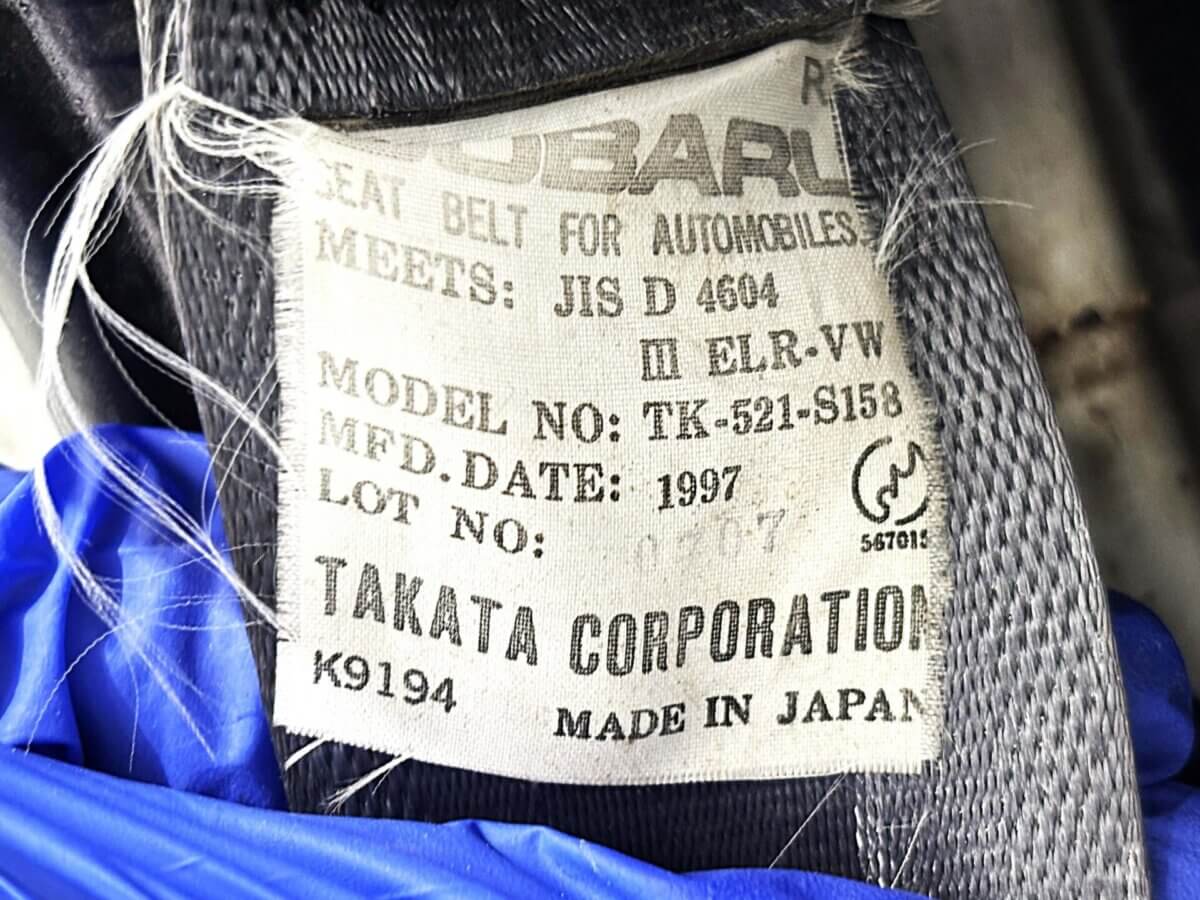 R
SUBARU
SEAT BELT FOR AUTOMOBILES
MEETS: JIS D 4604
III ELR-VW
MODEL NO: TK-521-S158
MFD.DATE: 1997
LOT NO: 0707
567015
TAKATA CORPORATION
K9194
MADE IN JAPAN